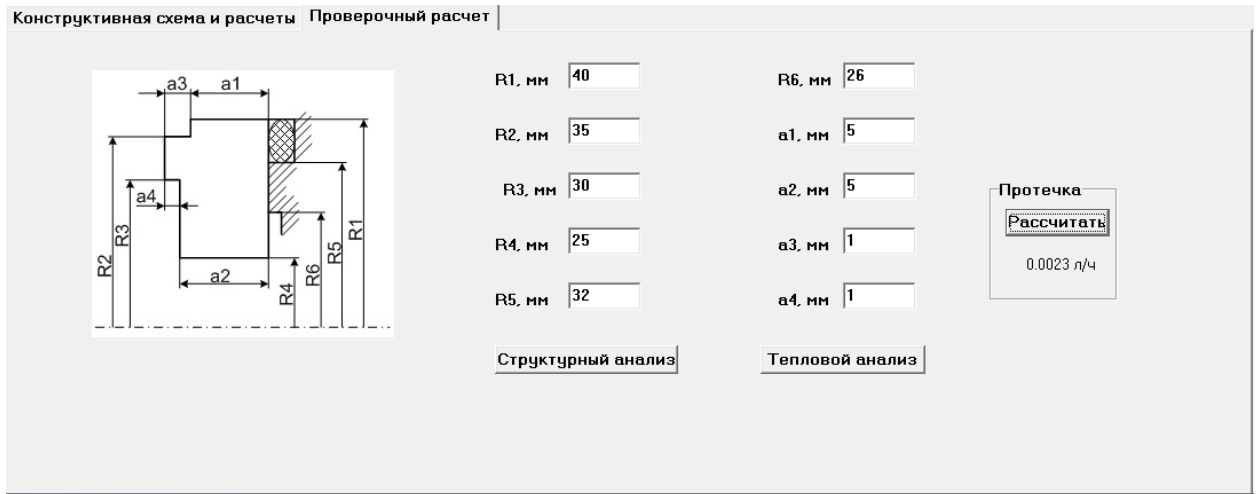 Конструктивная схема и расчеты Проверочный расчет
a3 a1
a4
R2 R3 R1
R5
R6
R4
a2
R1, мм 40 R6, мм 26
R2, мм 35 a1, мм 5
R3, мм 30 a2, мм 5
R4, мм 25 a3, мм 1
R5, мм 32 a4, мм 1
Протечка
Рассчитать
0.0023 л/ч
Структурный анализ Тепловой анализ